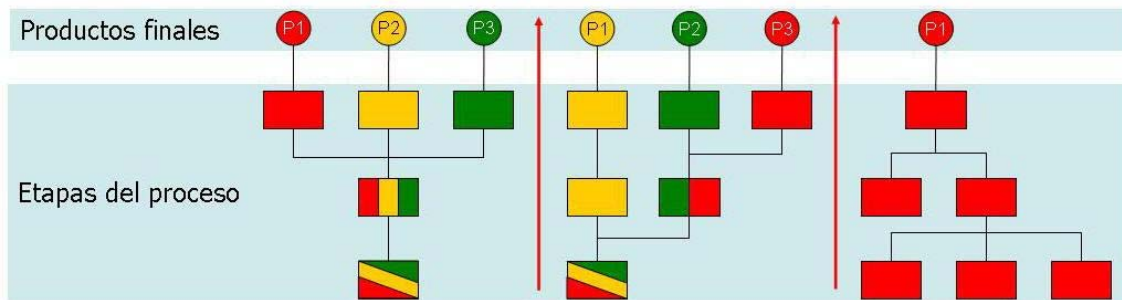 Productos finales
P1
P2
P3
P1
P2
P3
P1
Etapas del proceso